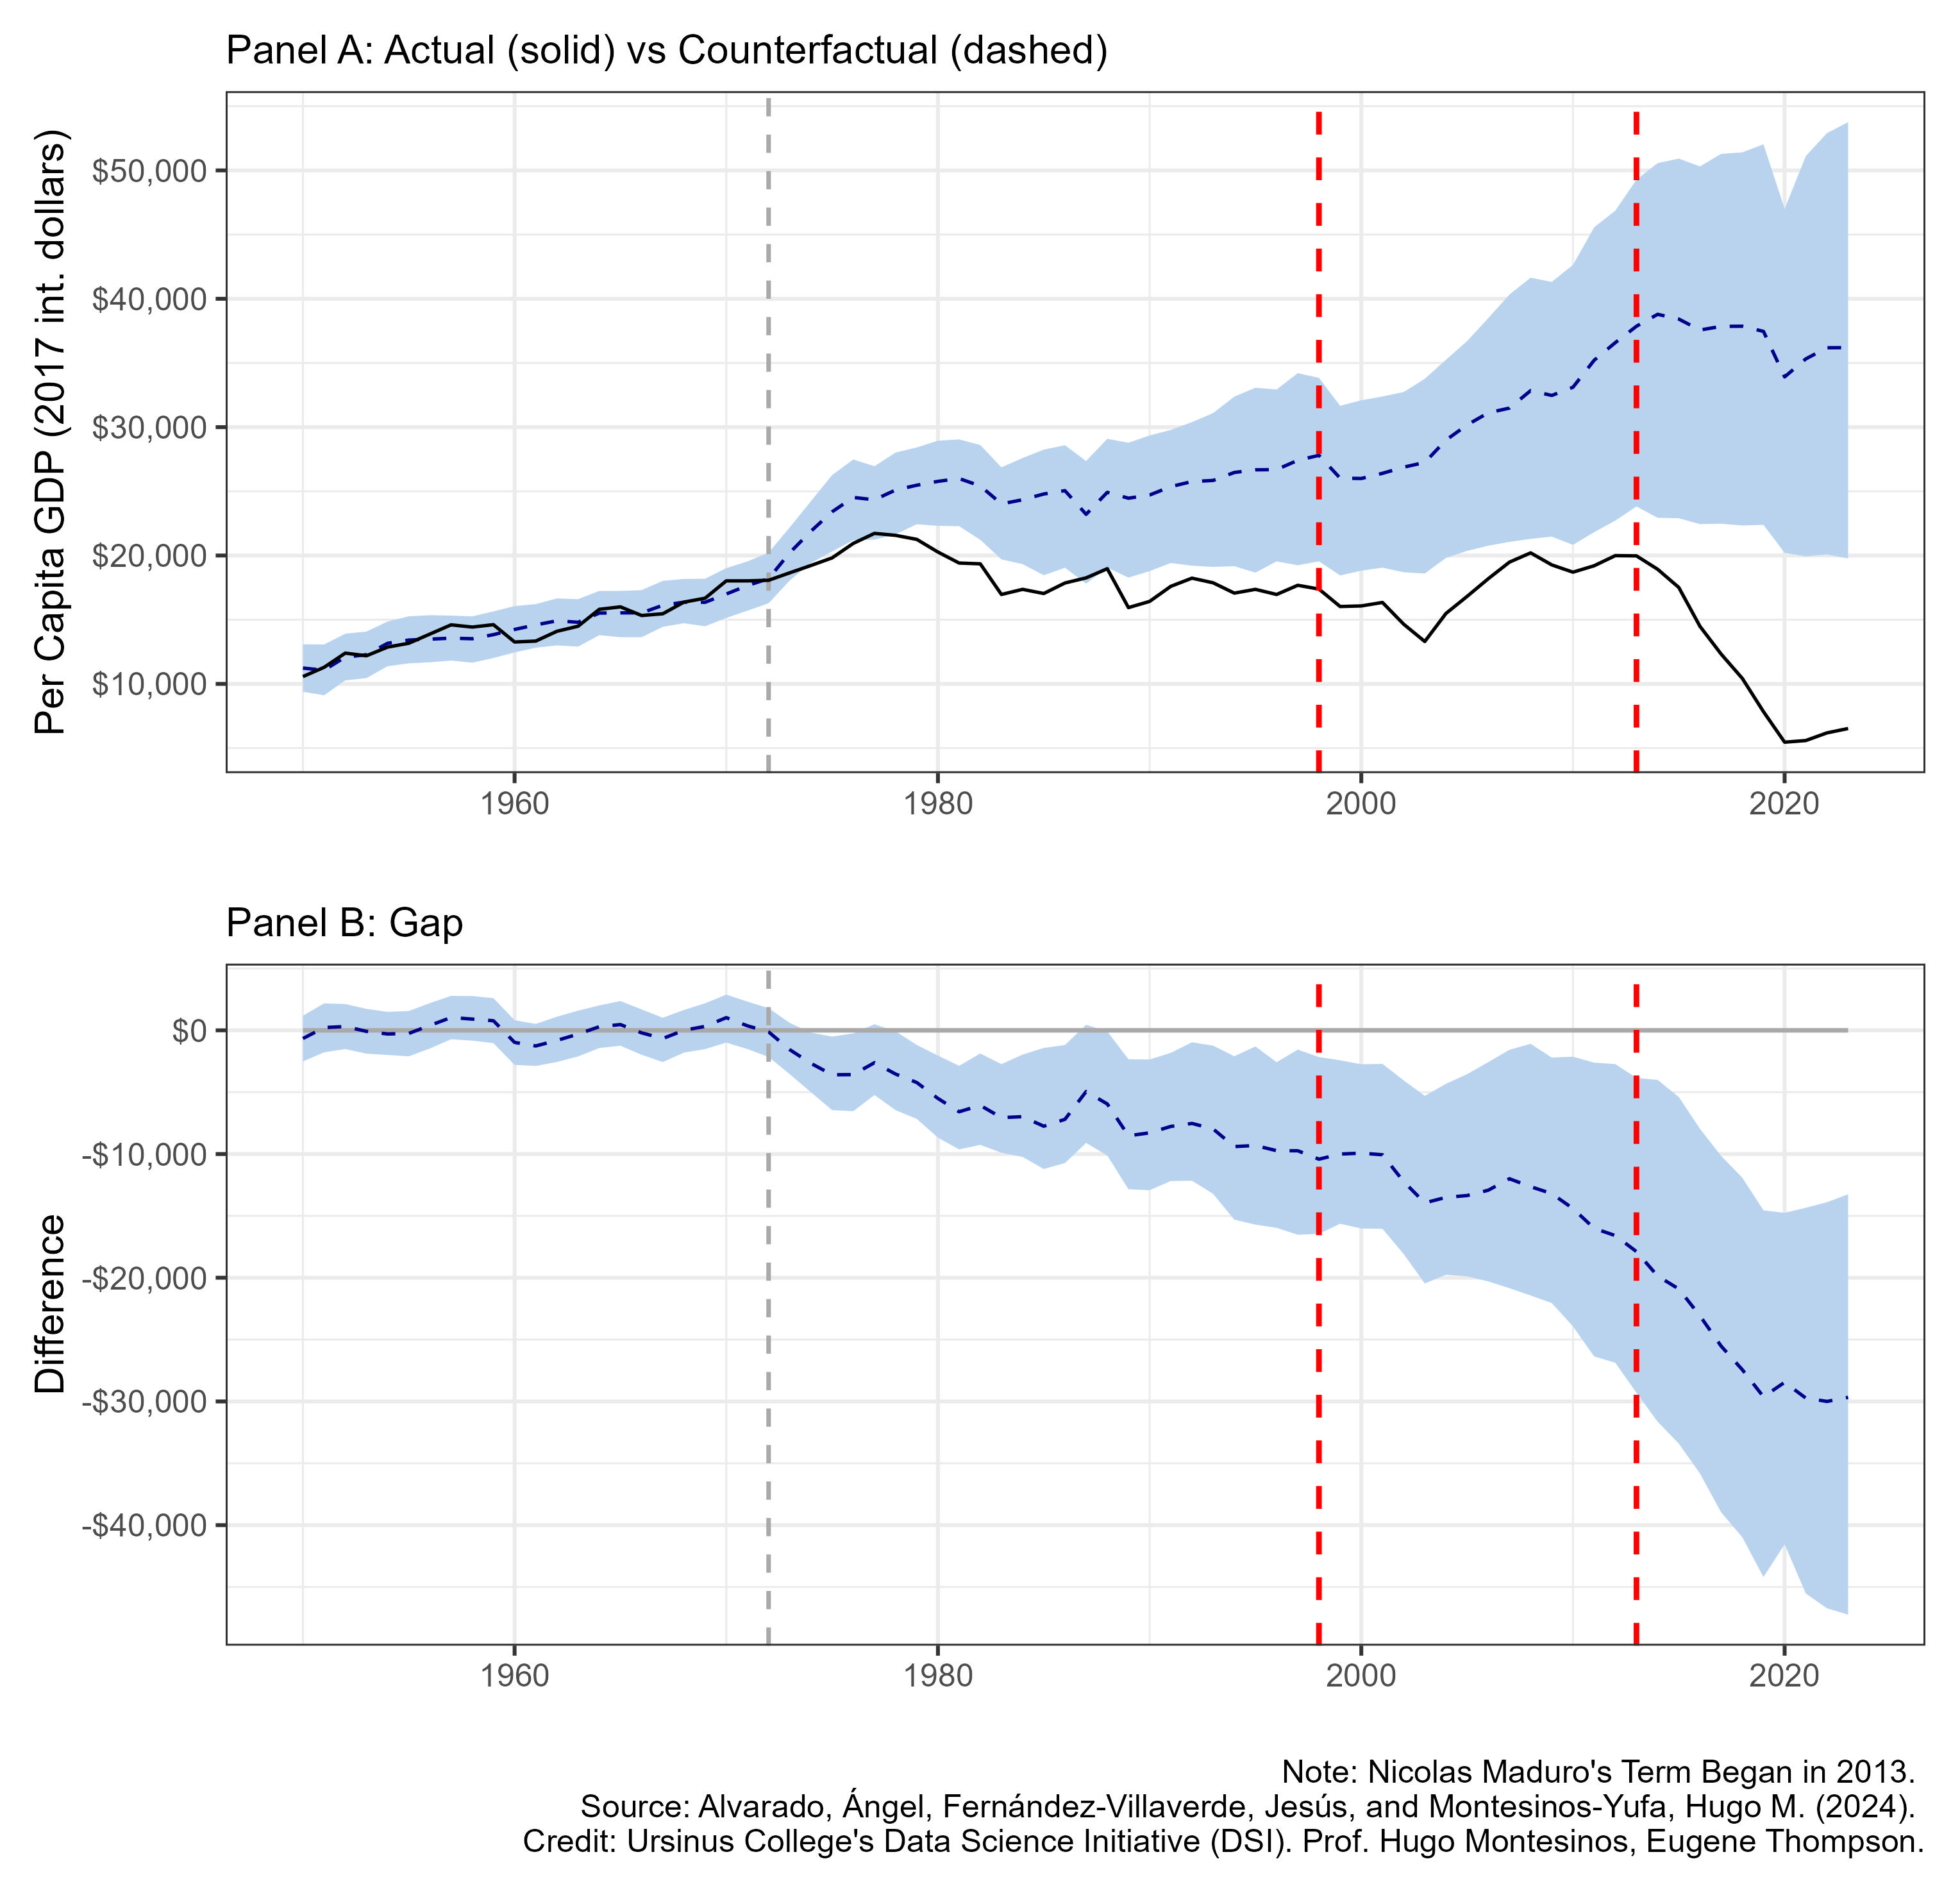 Panel A: Actual (solid) vs Counterfactual (dashed)
Per Capita GDP (2017 int. dollars)
$50,000
$40,000
$30,000
$20,000
$10,000
1960
1980
2000
2020
Panel B: Gap
Difference
$0
-$10,000
-$20,000
-$30,000
-$40,000
1960
1980
2000
2020
Note: Nicolas Maduro's Term Began in 2013.
Source: Alvarado, Ángel, Fernández-Villaverde, Jesús, and Montesinos-Yufa, Hugo M. (2024).
Credit: Ursinus College's Data Science Initiative (DSI). Prof. Hugo Montesinos, Eugene Thompson.